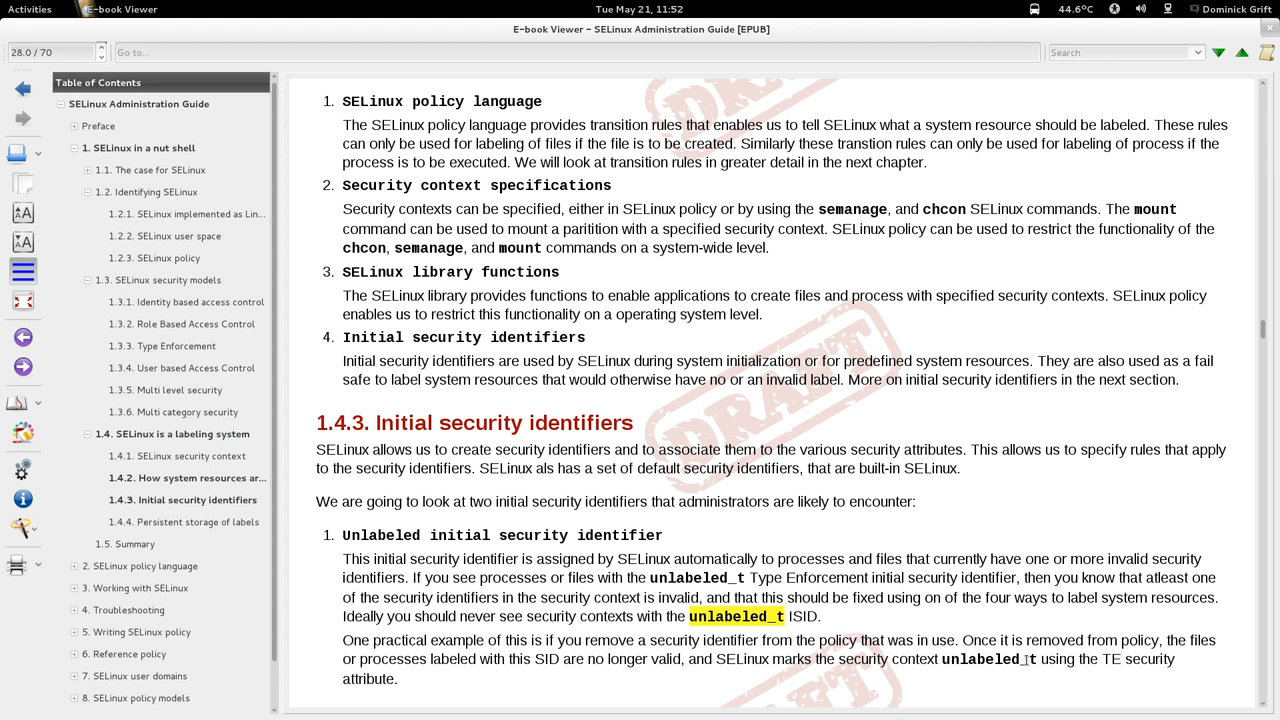 Activities E-book Viewer Tue May 21, 11:52 44.6°C Dominick Grift
E-book Viewer – SELinux Administration Guide [EPUB]
28.0 / 70 Go to... Search
Table of Contents
SELinux Administration Guide
Preface
1. SELinux in a nut shell
1.1. The case for SELinux
1.2. Identifying SELinux
1.2.1. SELinux implemented as Lin...
1.2.2. SELinux user space
1.2.3. SELinux policy
1.3. SELinux security models
1.3.1. Identity based access control
1.3.2. Role Based Access Control
1.3.3. Type Enforcement
1.3.4. User based Access Control
1.3.5. Multi level security
1.3.6. Multi category security
1.4. SELinux is a labeling system
1.4.1. SELinux security context
1.4.2. How system resources ar...
1.4.3. Initial security identifiers
1.4.4. Persistent storage of labels
1.5. Summary
2. SELinux policy language
3. Working with SELinux
4. Troubleshooting
5. Writing SELinux policy
6. Reference policy
7. SELinux user domains
8. SELinux policy models
1. SELinux policy language
The SELinux policy language provides transition rules that enables us to tell SELinux what a system resource should be labeled. These rules
can only be used for labeling of files if the file is to be created. Similarly these transtion rules can only be used for labeling of process if the
process is to be executed. We will look at transition rules in greater detail in the next chapter.
2. Security context specifications
Security contexts can be specified, either in SELinux policy or by using the semanage, and chcon SELinux commands. The mount
command can be used to mount a paritition with a specified security context. SELinux policy can be used to restrict the functionality of the
chcon, semanage, and mount commands on a system-wide level.
3. SELinux library functions
The SELinux library provides functions to enable applications to create files and process with specified security contexts. SELinux policy
enables us to restrict this functionality on a operating system level.
4. Initial security identifiers
Initial security identifiers are used by SELinux during system initialization or for predefined system resources. They are also used as a fail
safe to label system resources that would otherwise have no or an invalid label. More on initial security identifiers in the next section.
DRAFT
1.4.3. Initial security identifiers
SELinux allows us to create security identifiers and to associate them to the various security attributes. This allows us to specify rules that apply
to the security identifiers. SELinux als has a set of default security identifiers, that are built-in SELinux.
We are going to look at two initial security identifiers that administrators are likely to encounter:
1. Unlabeled initial security identifier
This initial security identifier is assigned by SELinux automatically to processes and files that currently have one or more invalid security
identifiers. If you see processes or files with the unlabeled_t Type Enforcement initial security identifier, then you know that atleast one
of the security identifiers in the security context is invalid, and that this should be fixed using on of the four ways to label system resources.
Ideally you should never see security contexts with the unlabeled_t ISID.
One practical example of this is if you remove a security identifier from the policy that was in use. Once it is removed from policy, the files
or processes labeled with this SID are no longer valid, and SELinux marks the security context unlabeled_t using the TE security
attribute.